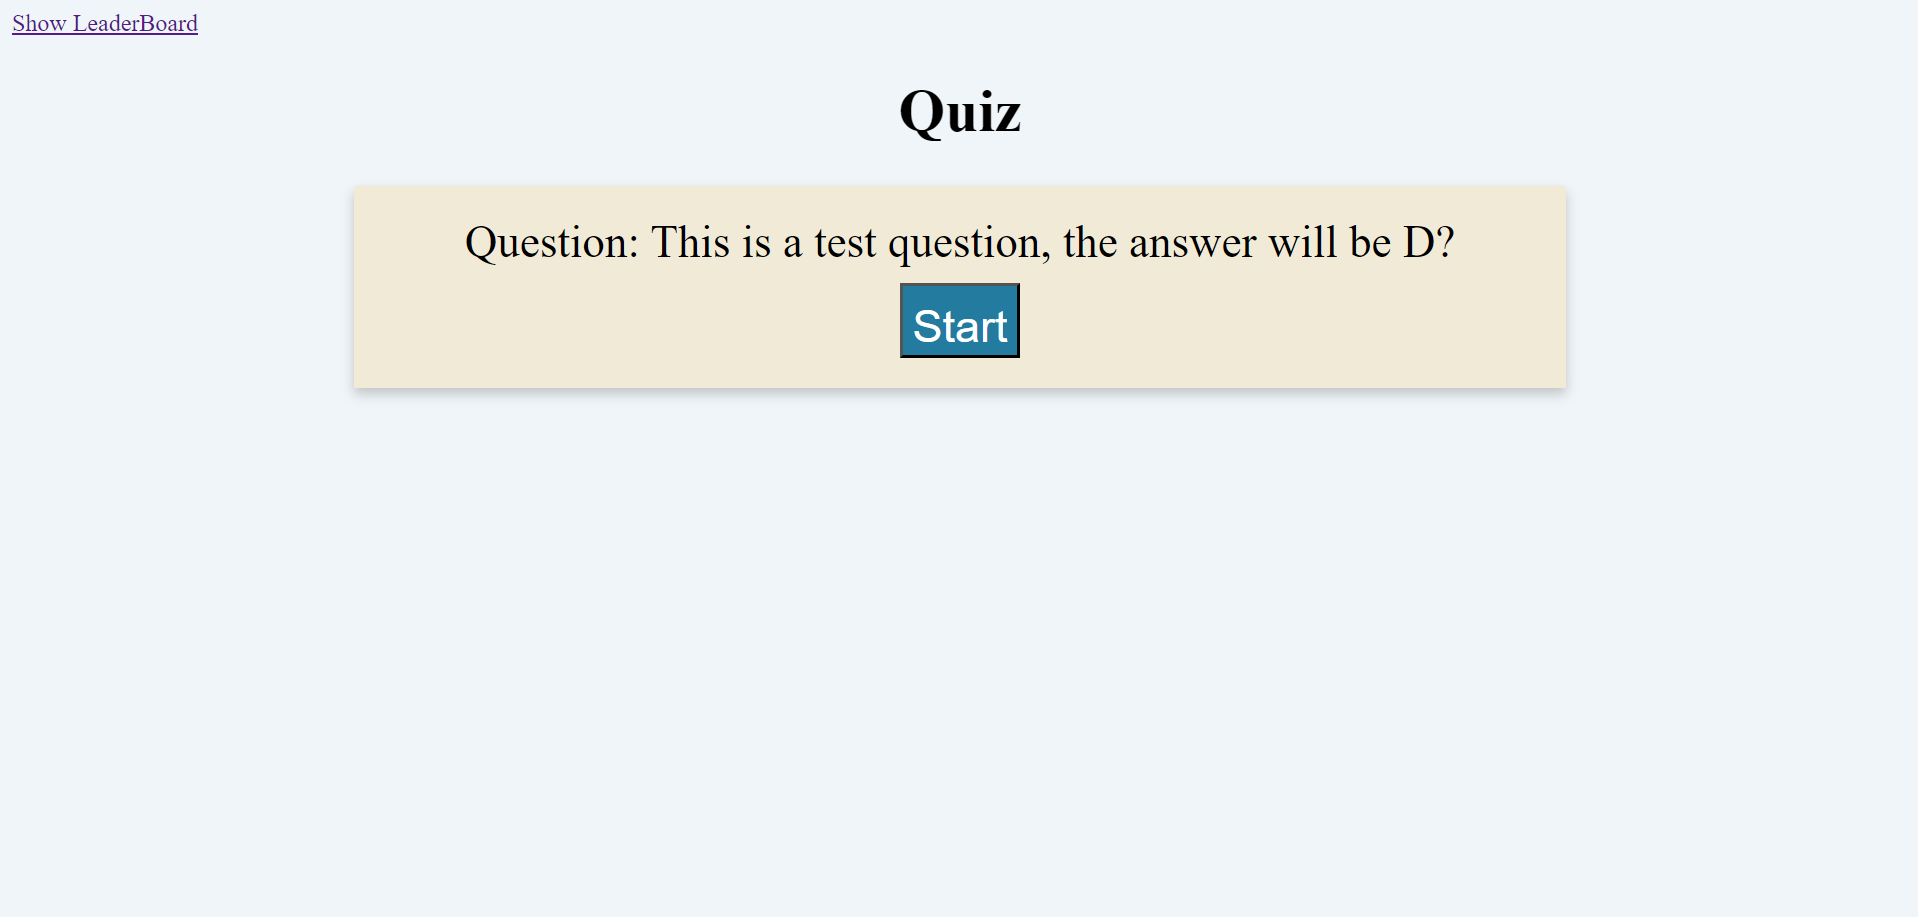 Show LeaderBoard
Quiz
Question: This is a test question, the answer will be D?
Start